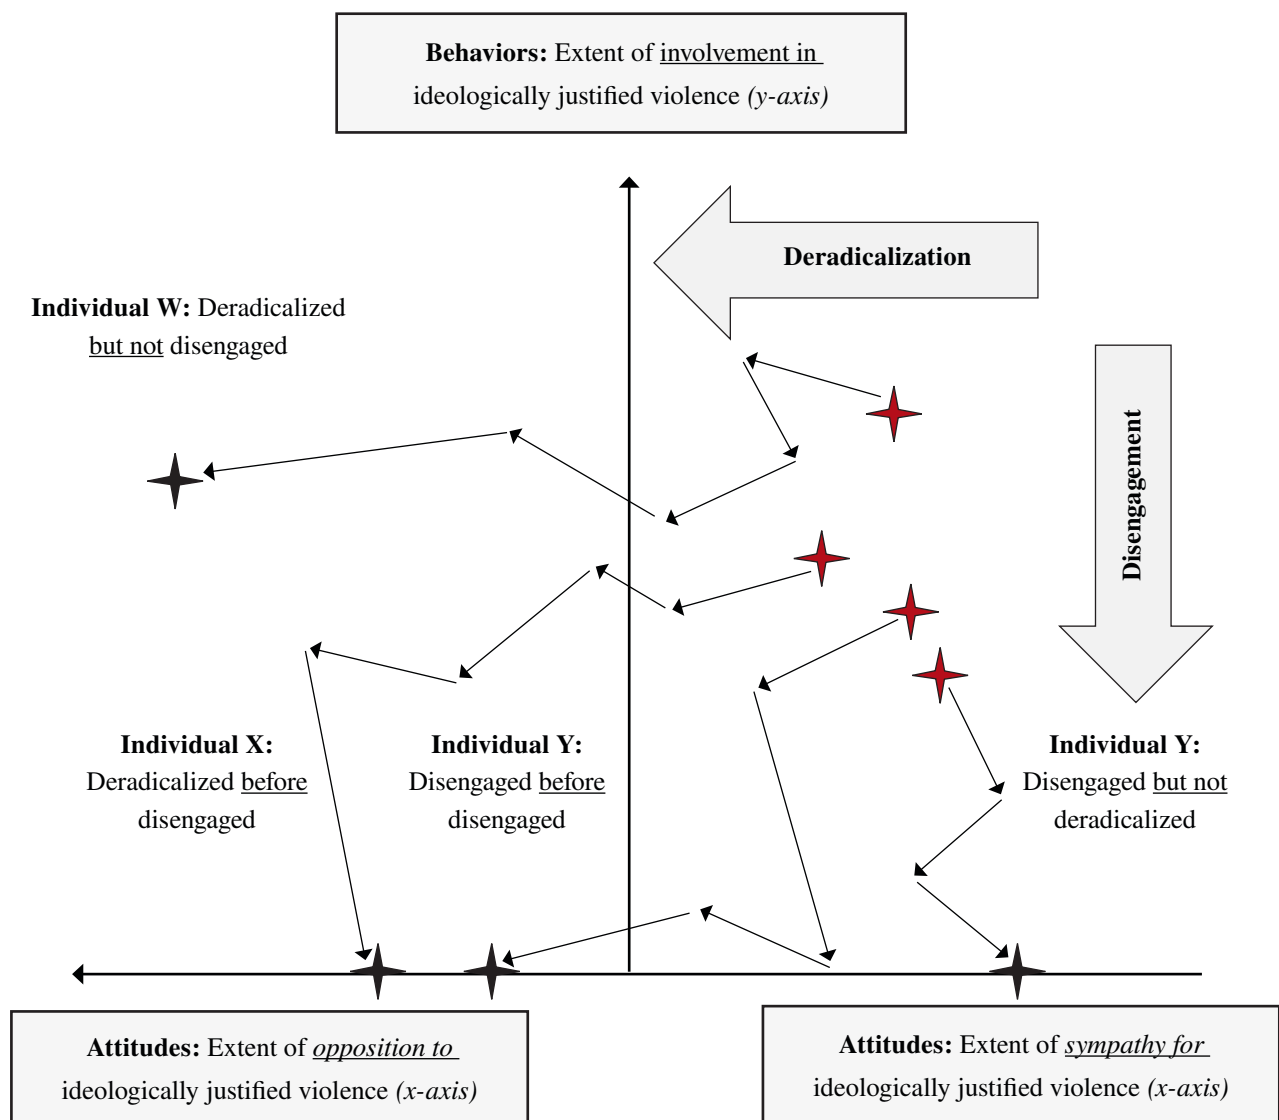 Behaviors: Extent of involvement in
ideologically justified violence (y-axis)
Deradicalization
Individual W: Deradicalized
but not disengaged
Disengagement
Individual X:
Deradicalized before
disengaged
Individual Y:
Disengaged before
disengaged
Individual Y:
Disengaged but not
deradicalized
Attitudes: Extent of opposition to
ideologically justified violence (x-axis)
Attitudes: Extent of sympathy for
ideologically justified violence (x-axis)